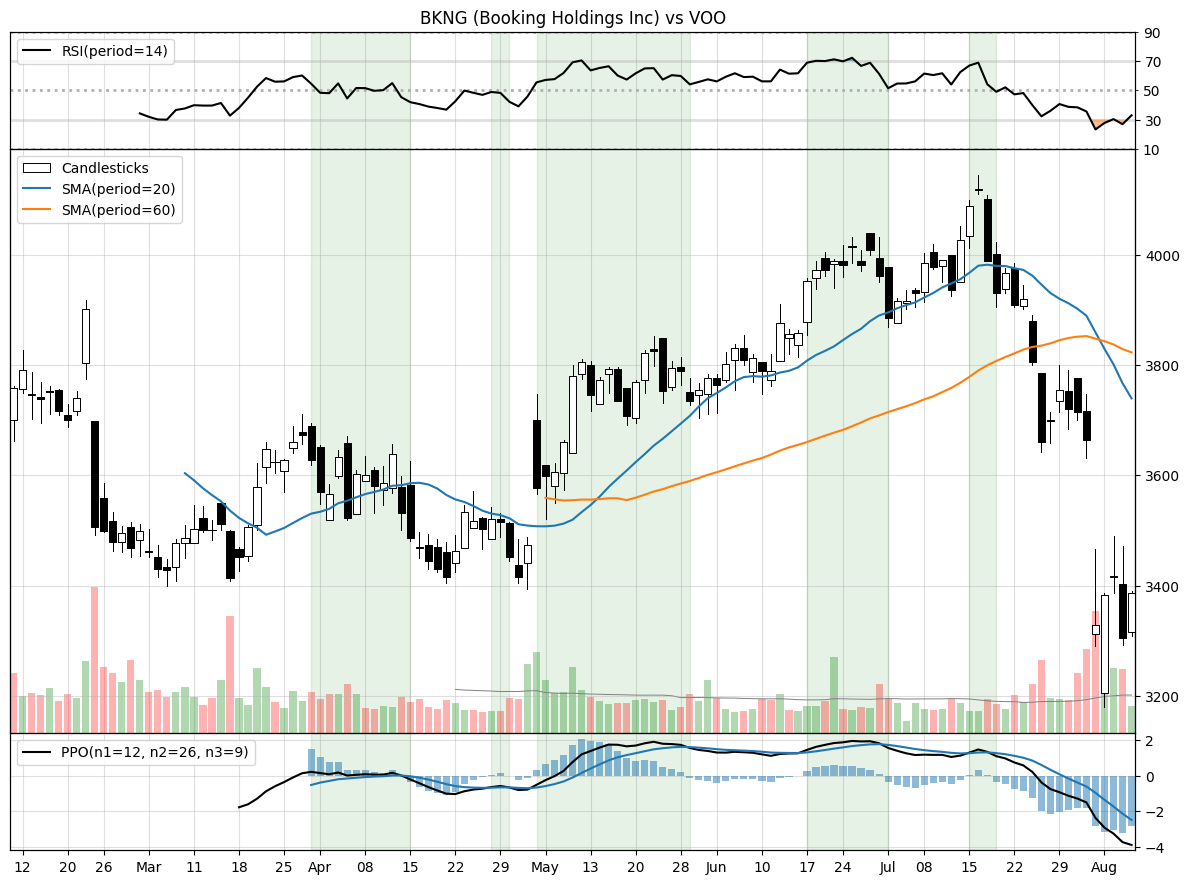 BKNG (Booking Holdings Inc) vs VOO
RSI(period=14)
90
70
50
30
10
Candlesticks
SMA(period=20)
SMA(period=60)
4000
3800
3600
3400
3200
PPO(n1=12, n2=26, n3=9)
2
0
−2
−4
12 20 26 Mar 11 18 25 Apr 08 15 22 May 13 20 28 Jun 10 17 24 Jul 08 15 22 29 Aug